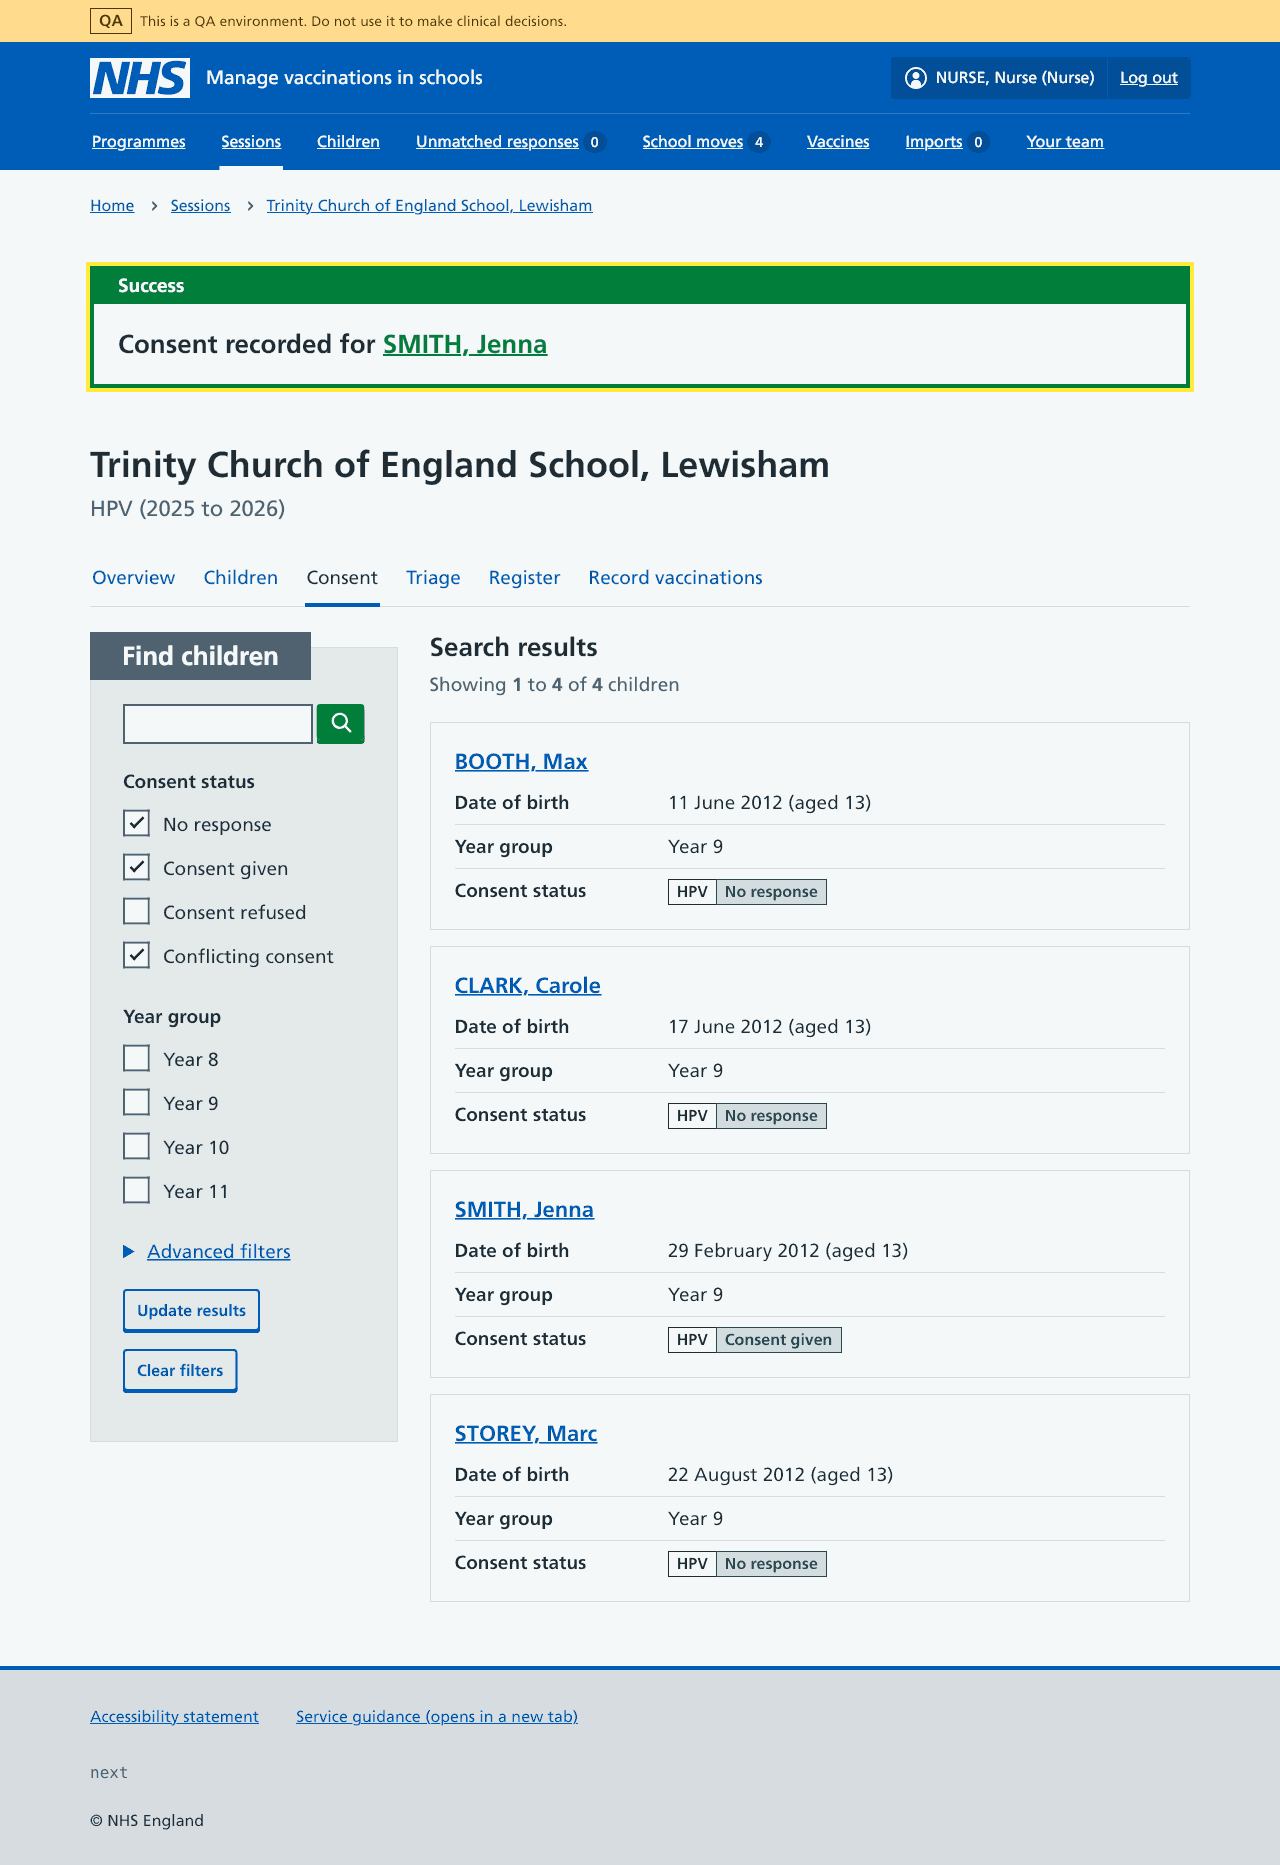 QA This is a QA environment. Do not use it to make clinical decisions.
NHS Manage vaccinations in schools NURSE, Nurse (Nurse) Log out
Programmes Sessions Children Unmatched responses 0 School moves 4 Vaccines Imports 0 Your team
Home Sessions Trinity Church of England School, Lewisham
Success
Consent recorded for SMITH, Jenna
Trinity Church of England School, Lewisham
HPV (2025 to 2026)
Overview Children Consent Triage Register Record vaccinations
Find children
Consent status
No response
Consent given
Consent refused
Conflicting consent
Year group
Year 8
Year 9
Year 10
Year 11
Advanced filters
Update results
Clear filters
Search results
Showing 1 to 4 of 4 children
BOOTH, Max
Date of birth 11 June 2012 (aged 13)
Year group Year 9
Consent status HPV No response
CLARK, Carole
Date of birth 17 June 2012 (aged 13)
Year group Year 9
Consent status HPV No response
SMITH, Jenna
Date of birth 29 February 2012 (aged 13)
Year group Year 9
Consent status HPV Consent given
STOREY, Marc
Date of birth 22 August 2012 (aged 13)
Year group Year 9
Consent status HPV No response
Accessibility statement Service guidance (opens in a new tab)
next
© NHS England